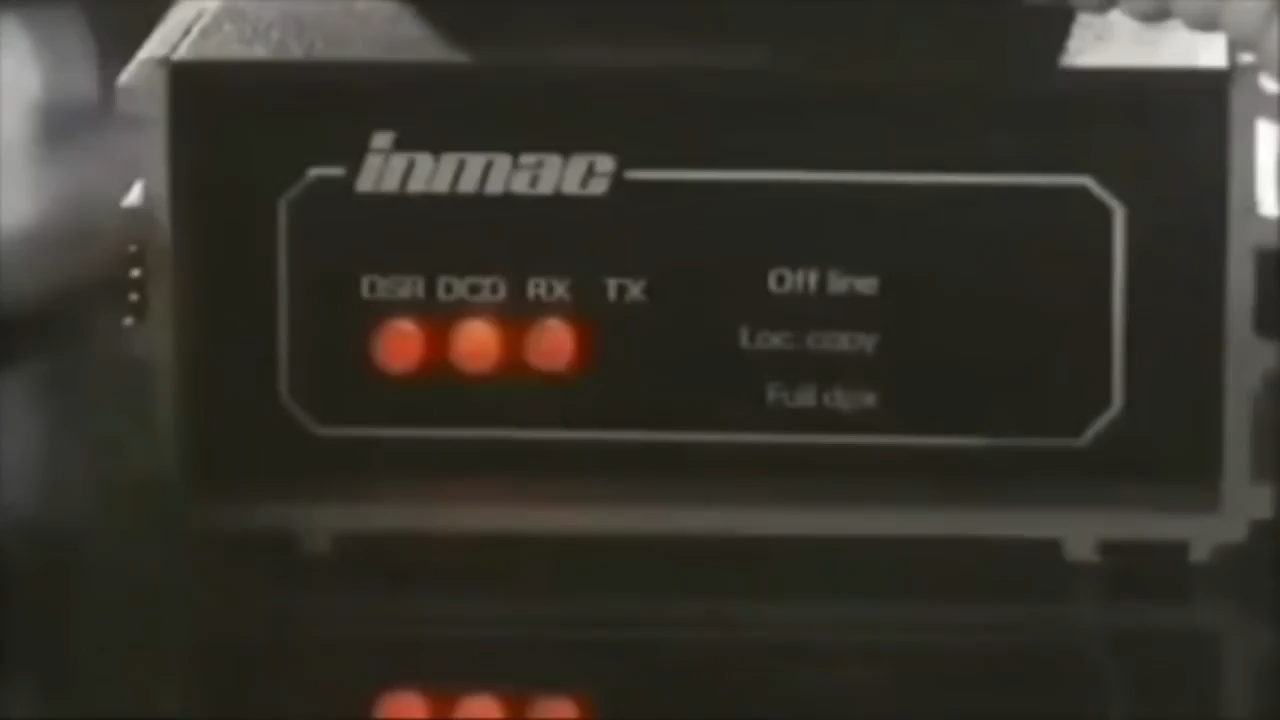 inmac
DSR DCD RX TX
Off line
Loc. copy
Full dpx